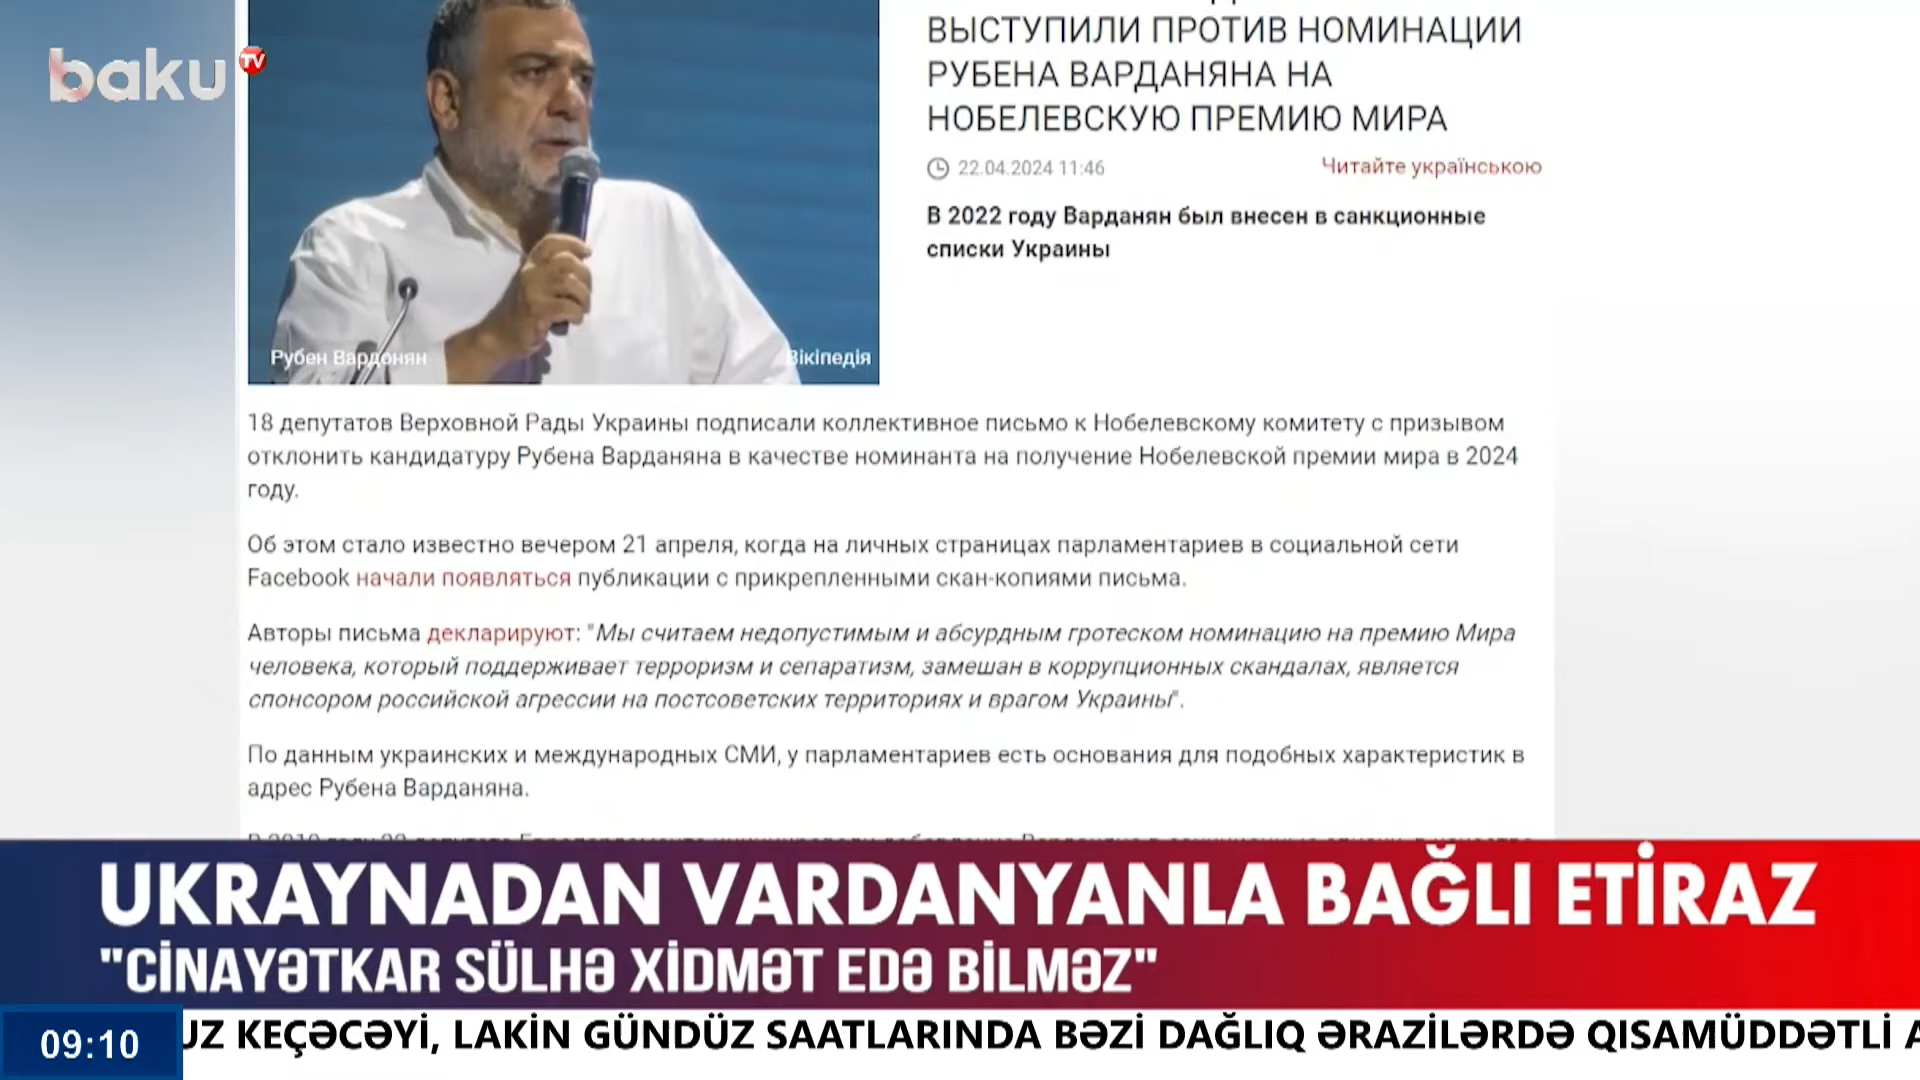 baku TV
ВЫСТУПИЛИ ПРОТИВ НОМИНАЦИИ
РУБЕНА ВАРДАНЯНА НА
НОБЕЛЕВСКУЮ ПРЕМИЮ МИРА
22.04.2024 11:46
Читайте українською
В 2022 году Варданян был внесен в санкционные
списки Украины
Рубен Вардонян
Вікіпедія
18 депутатов Верховной Рады Украины подписали коллективное письмо к Нобелевскому комитету с призывом
отклонить кандидатуру Рубена Варданяна в качестве номинанта на получение Нобелевской премии мира в 2024
году.
Об этом стало известно вечером 21 апреля, когда на личных страницах парламентариев в социальной сети
Facebook начали появляться публикации с прикрепленными скан-копиями письма.
Авторы письма декларируют: "Мы считаем недопустимым и абсурдным гротеском номинацию на премию Мира
человека, который поддерживает терроризм и сепаратизм, замешан в коррупционных скандалах, является
спонсором российской агрессии на постсоветских территориях и врагом Украины".
По данным украинских и международных СМИ, у парламентариев есть основания для подобных характеристик в
адрес Рубена Варданяна.
UKRAYNADAN VARDANYANLA BAĞLI ETİRAZ
"CİNAYƏTKAR SÜLHƏ XİDMƏT EDƏ BİLMƏZ"
09:10
UZ KEÇƏCƏYİ, LAKİN GÜNDÜZ SAATLARINDA BƏZİ DAĞLIQ ƏRAZİLƏRDƏ QISAMÜDDƏTLİ